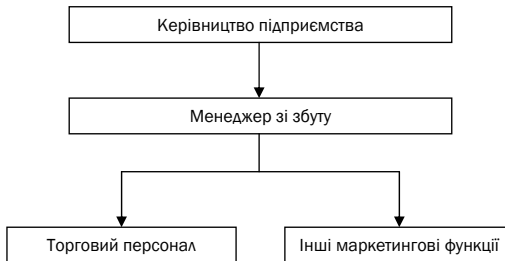 Керівництво підприємства
Менеджер зі збуту
Торговий персонал
Інші маркетингові функції